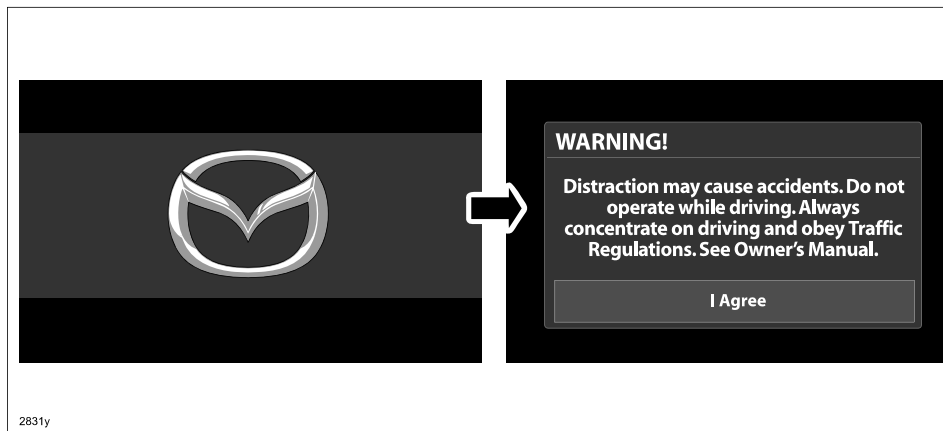 WARNING!
Distraction may cause accidents. Do not
operate while driving. Always
concentrate on driving and obey Traffic
Regulations. See Owner's Manual.
I Agree
2831y